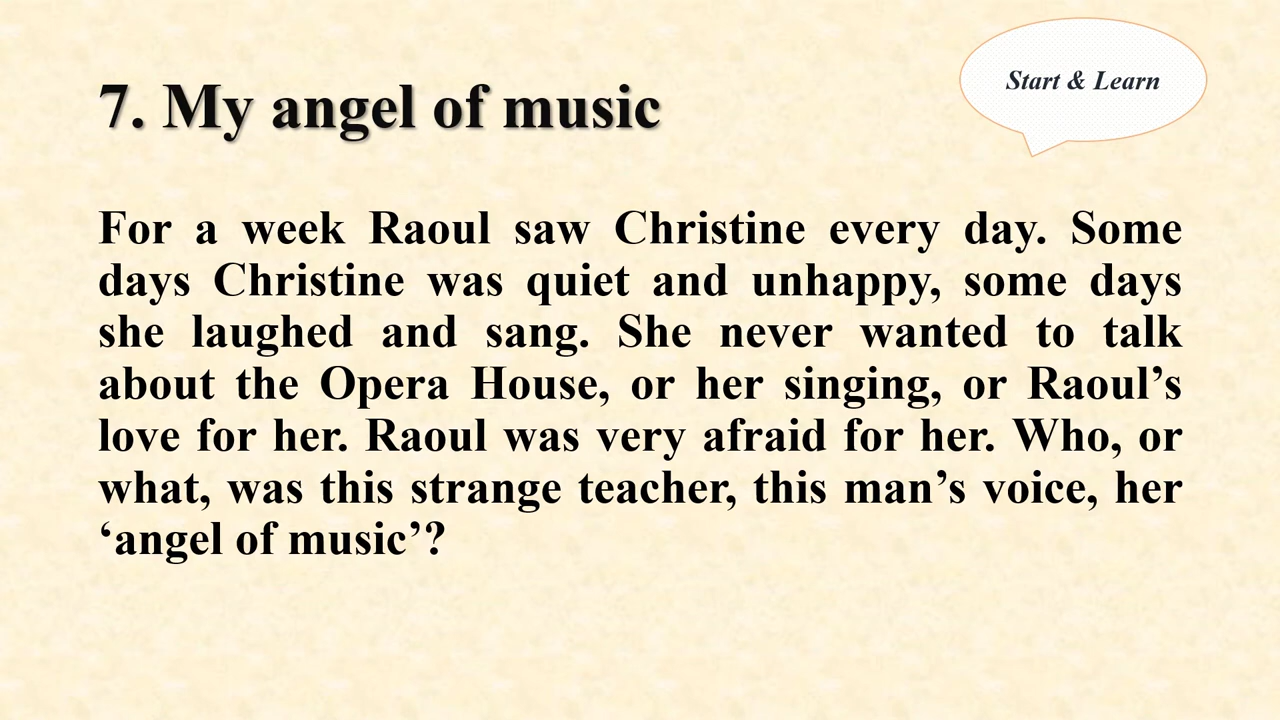 7. My angel of music
Start & Learn
For a week Raoul saw Christine every day. Some
days Christine was quiet and unhappy, some days
she laughed and sang. She never wanted to talk
about the Opera House, or her singing, or Raoul’s
love for her. Raoul was very afraid for her. Who, or
what, was this strange teacher, this man’s voice, her
‘angel of music’?